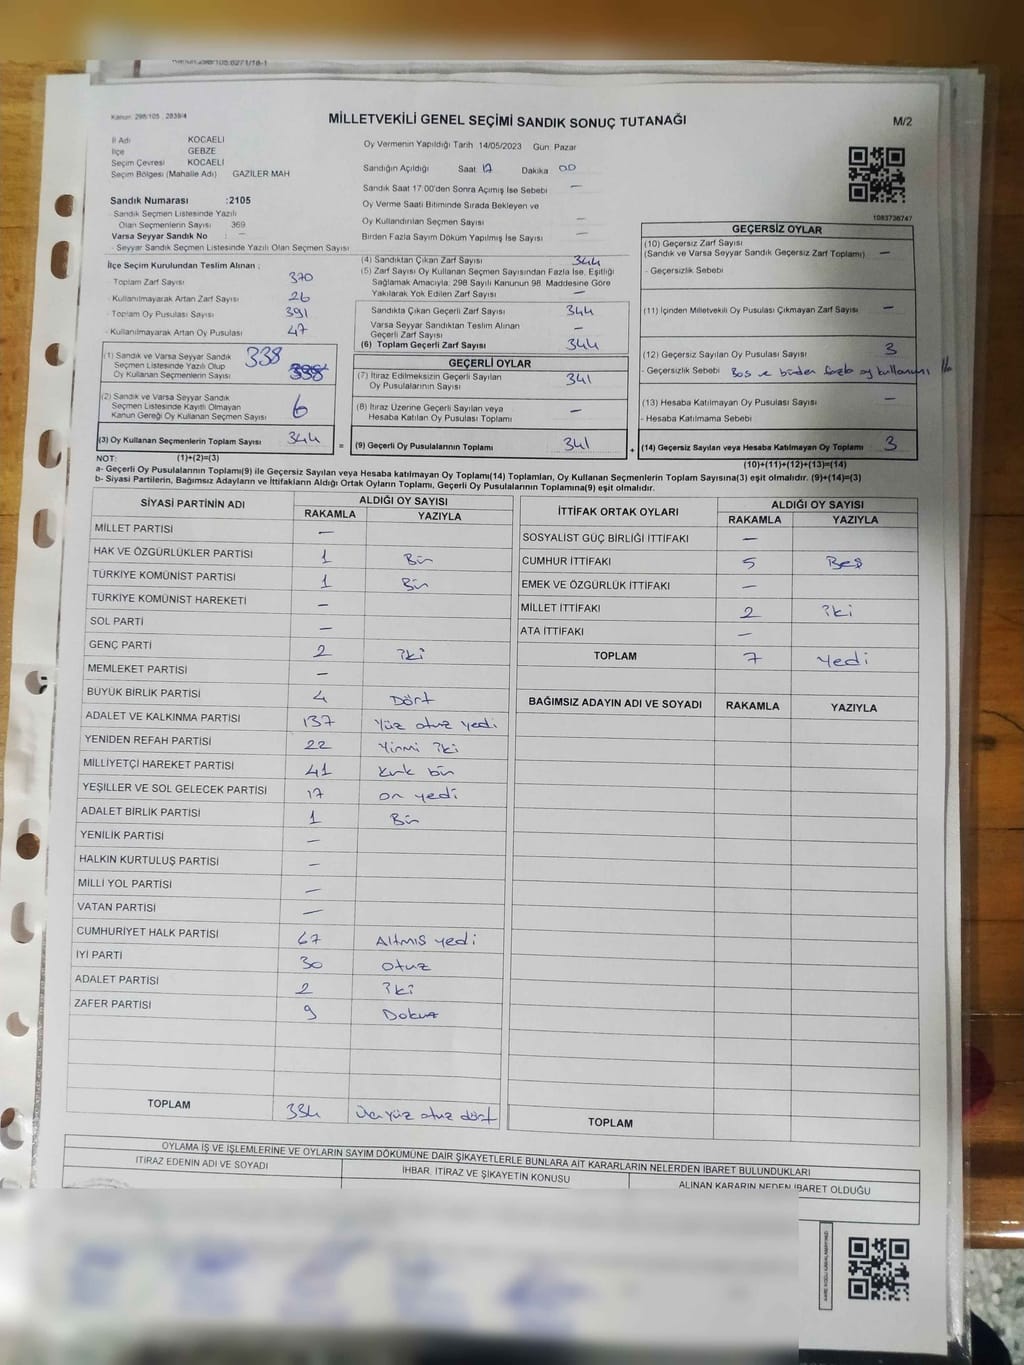 Kanun: 298/105, 2839/4
MİLLETVEKİLİ GENEL SEÇİMİ SANDIK SONUÇ TUTANAĞI
M/2
İl Adı KOCAELİ
İlçe GEBZE
Seçim Çevresi KOCAELİ
Seçim Bölgesi (Mahalle Adı) GAZİLER MAH
Sandık Numarası :2105
- Sandık Seçmen Listesinde Yazılı
Olan Seçmenlerin Sayısı 369
Varsa Seyyar Sandık No : —
- Seyyar Sandık Seçmen Listesinde Yazılı Olan Seçmen Sayısı
Oy Vermenin Yapıldığı Tarih 14/05/2023 Gün Pazar
Sandığın Açıldığı Saat 17 Dakika 00
Sandık Saat 17:00'den Sonra Açılmış İse Sebebi —
Oy Verme Saati Bitiminde Sırada Bekleyen ve
Oy Kullandırılan Seçmen Sayısı —
Birden Fazla Sayım Döküm Yapılmış İse Sayısı —
1083738747
İlçe Seçim Kurulundan Teslim Alınan ;
- Toplam Zarf Sayısı 370
- Kullanılmayarak Artan Zarf Sayısı 26
- Toplam Oy Pusulası Sayısı 391
- Kullanılmayarak Artan Oy Pusulası 47
(1) Sandık ve Varsa Seyyar Sandık 338
Seçmen Listesinde Yazılı Olup
Oy Kullanan Seçmenlerin Sayısı 338
(2) Sandık ve Varsa Seyyar Sandık
Seçmen Listesinde Kayıtlı Olmayan 6
Kanun Gereği Oy Kullanan Seçmen Sayısı
(3) Oy Kullanan Seçmenlerin Toplam Sayısı 344 =
(4) Sandıktan Çıkan Zarf Sayısı 344
(5) Zarf Sayısı Oy Kullanan Seçmen Sayısından Fazla İse, Eşitliği
Sağlamak Amacıyla, 298 Sayılı Kanunun 98. Maddesine Göre
Yakılarak Yok Edilen Zarf Sayısı —
Sandıkta Çıkan Geçerli Zarf Sayısı 344
Varsa Seyyar Sandıktan Teslim Alınan
Geçerli Zarf Sayısı —
(6) Toplam Geçerli Zarf Sayısı 344
GEÇERLİ OYLAR
(7) İtiraz Edilmeksizin Geçerli Sayılan
Oy Pusulalarının Sayısı 341
(8) İtiraz Üzerine Geçerli Sayılan veya
Hesaba Katılan Oy Pusulası Toplamı —
(9) Geçerli Oy Pusulalarının Toplamı 341 +
GEÇERSİZ OYLAR
(10) Geçersiz Zarf Sayısı
(Sandık ve Varsa Seyyar Sandık Geçersiz Zarf Toplamı) —
- Geçersizlik Sebebi
(11) İçinden Milletvekili Oy Pusulası Çıkmayan Zarf Sayısı —
(12) Geçersiz Sayılan Oy Pusulası Sayısı 3
- Geçersizlik Sebebi Boş ve birden fazla oy kullanımı
(13) Hesaba Katılmayan Oy Pusulası Sayısı —
- Hesaba Katılmama Sebebi
(14) Geçersiz Sayılan veya Hesaba Katılmayan Oy Toplamı 3
NOT: (1)+(2)=(3)
(10)+(11)+(12)+(13)=(14)
a- Geçerli Oy Pusulalarının Toplamı(9) ile Geçersiz Sayılan veya Hesaba katılmayan Oy Toplamı(14) Toplamları, Oy Kullanan Seçmenlerin Toplam Sayısına(3) eşit olmalıdır. (9)+(14)=(3)
b- Siyasi Partilerin, Bağımsız Adayların ve İttifakların Aldığı Ortak Oyların Toplamı, Geçerli Oy Pusulalarının Toplamına(9) eşit olmalıdır.
SİYASİ PARTİNİN ADI ALDIĞI OY SAYISI
RAKAMLA YAZIYLA
MİLLET PARTİSİ —
HAK VE ÖZGÜRLÜKLER PARTİSİ 1 Bir
TÜRKİYE KOMÜNİST PARTİSİ 1 Bir
TÜRKİYE KOMÜNİST HAREKETİ —
SOL PARTİ —
GENÇ PARTİ 2 iki
MEMLEKET PARTİSİ —
BÜYÜK BİRLİK PARTİSİ 4 Dört
ADALET VE KALKINMA PARTİSİ 137 Yüz otuz yedi
YENİDEN REFAH PARTİSİ 22 Yirmi iki
MİLLİYETÇİ HAREKET PARTİSİ 41 Kırk bir
YEŞİLLER VE SOL GELECEK PARTİSİ 17 on yedi
ADALET BİRLİK PARTİSİ 1 Bir
YENİLİK PARTİSİ —
HALKIN KURTULUŞ PARTİSİ —
MİLLİ YOL PARTİSİ —
VATAN PARTİSİ —
CUMHURİYET HALK PARTİSİ 67 Altmış yedi
İYİ PARTİ 30 otuz
ADALET PARTİSİ 2 iki
ZAFER PARTİSİ 9 Dokuz
TOPLAM 334 Üç yüz otuz dört
İTTİFAK ORTAK OYLARI ALDIĞI OY SAYISI
RAKAMLA YAZIYLA
SOSYALİST GÜÇ BİRLİĞİ İTTİFAKI —
CUMHUR İTTİFAKI 5 Beş
EMEK VE ÖZGÜRLÜK İTTİFAKI —
MİLLET İTTİFAKI 2 iki
ATA İTTİFAKI —
TOPLAM 7 yedi
BAĞIMSIZ ADAYIN ADI VE SOYADI RAKAMLA YAZIYLA
TOPLAM
OYLAMA İŞ VE İŞLEMLERİNE VE OYLARIN SAYIM DÖKÜMÜNE DAİR ŞİKAYETLERLE BUNLARA AİT KARARLARIN NELERDEN İBARET BULUNDUKLARI
İTİRAZ EDENİN ADI VE SOYADI İHBAR, İTİRAZ VE ŞİKAYETİN KONUSU ALINAN KARARIN NEDEN İBARET OLDUĞU